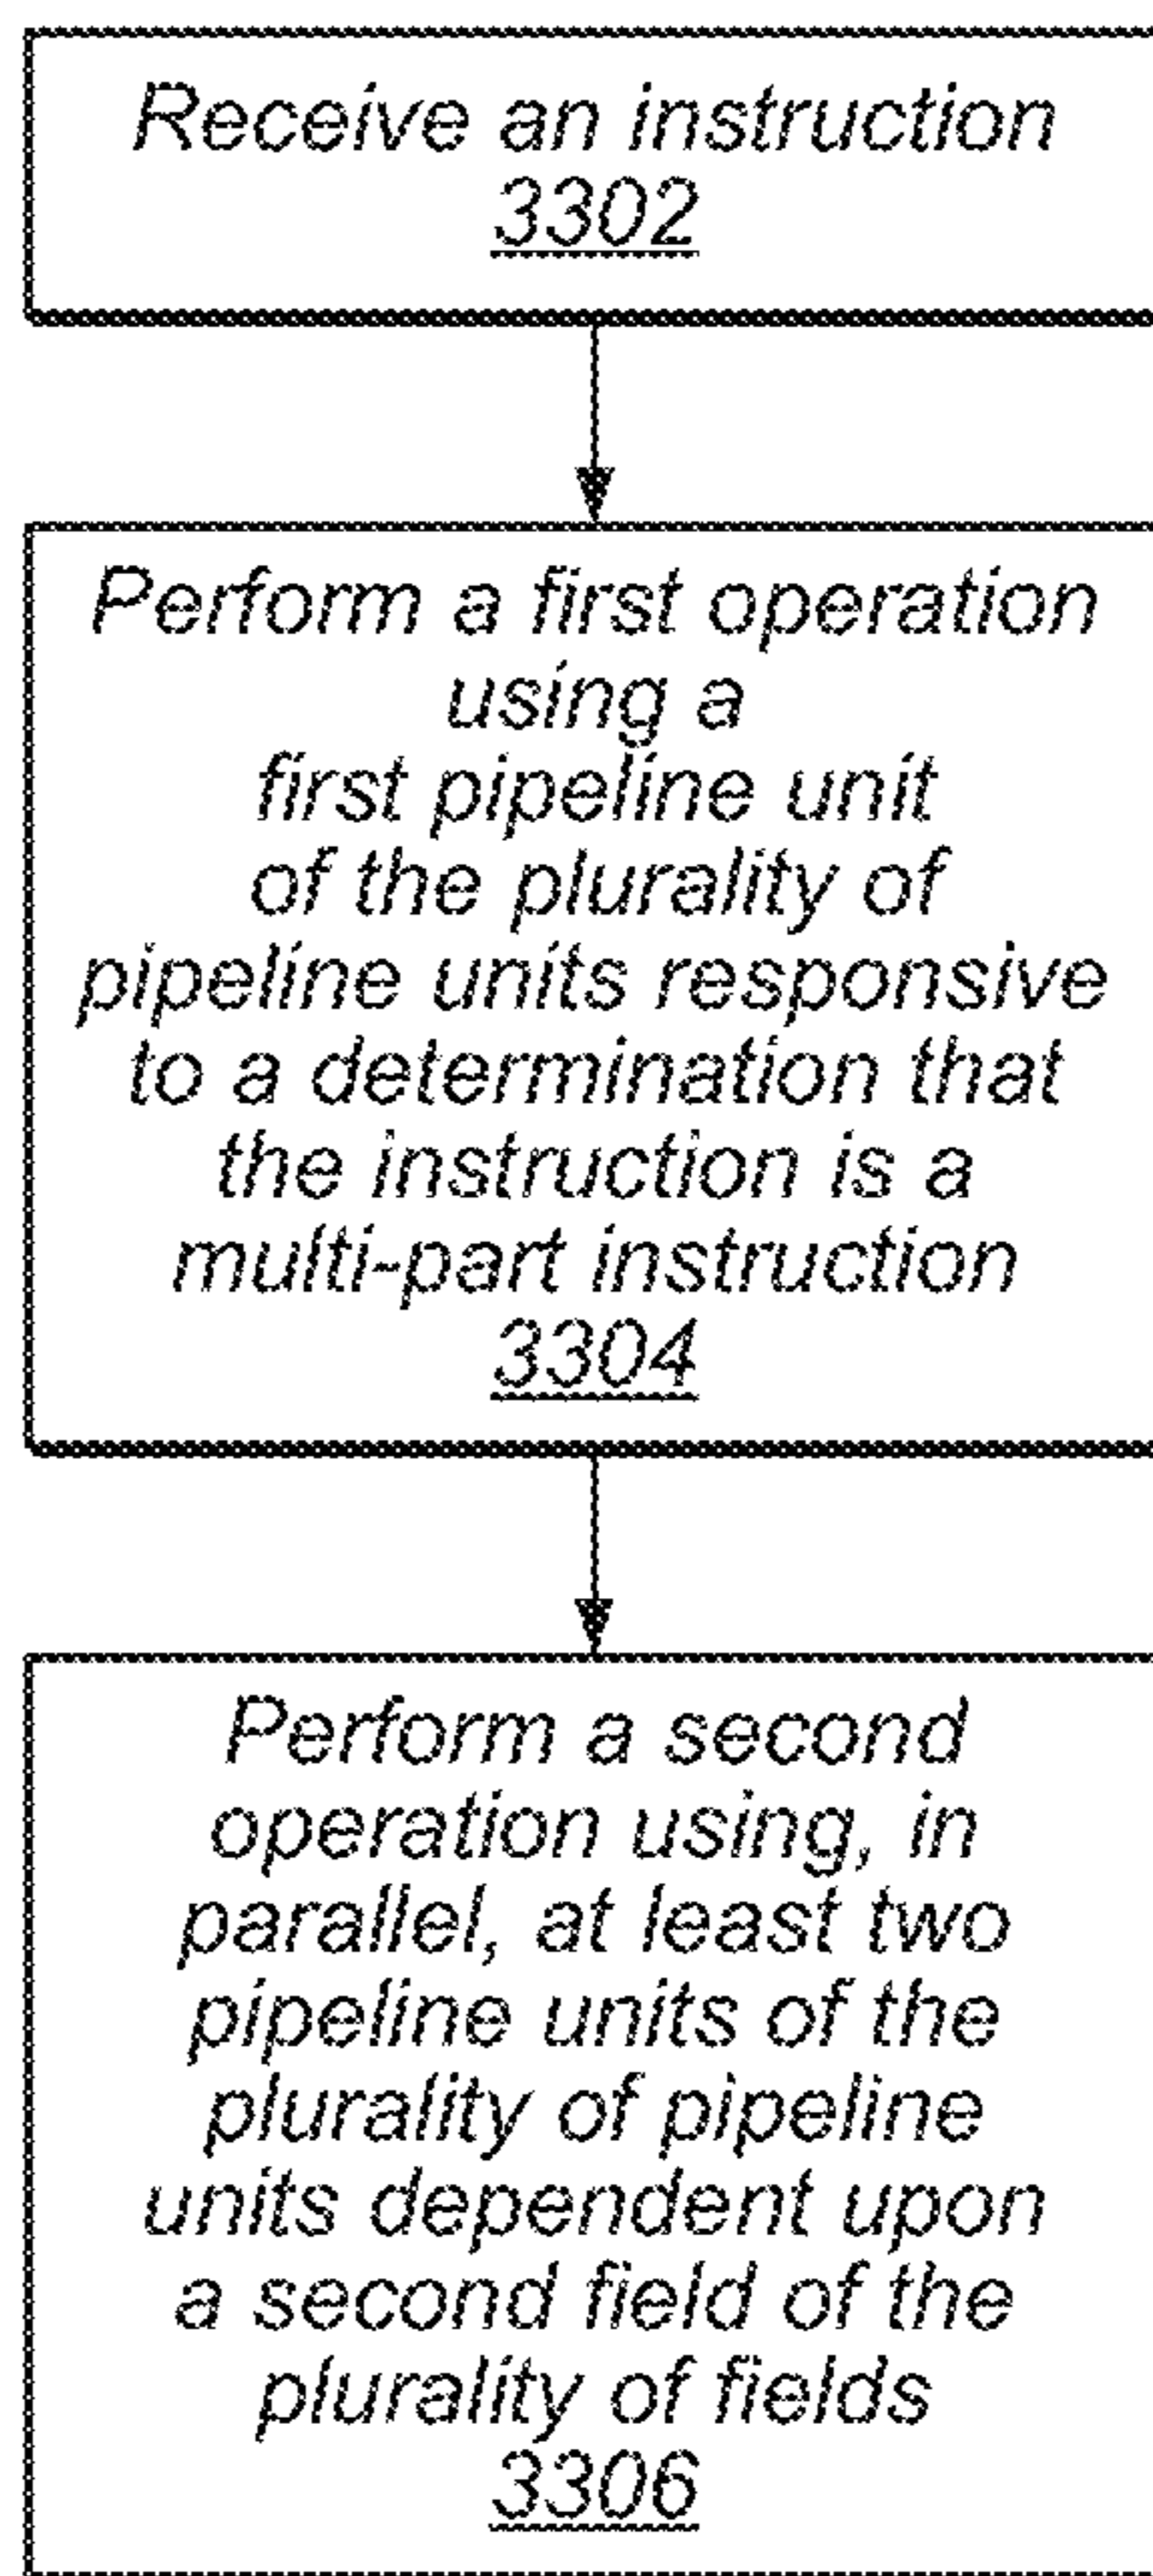 Receive an instruction
3302
Perform a first operation
using a
first pipeline unit
of the plurality of
pipeline units responsive
to a determination that
the instruction is a
multi-part instruction
3304
Perform a second
operation using, in
parallel, at least two
pipeline units of the
plurality of pipeline
units dependent upon
a second field of the
plurality of fields
3306